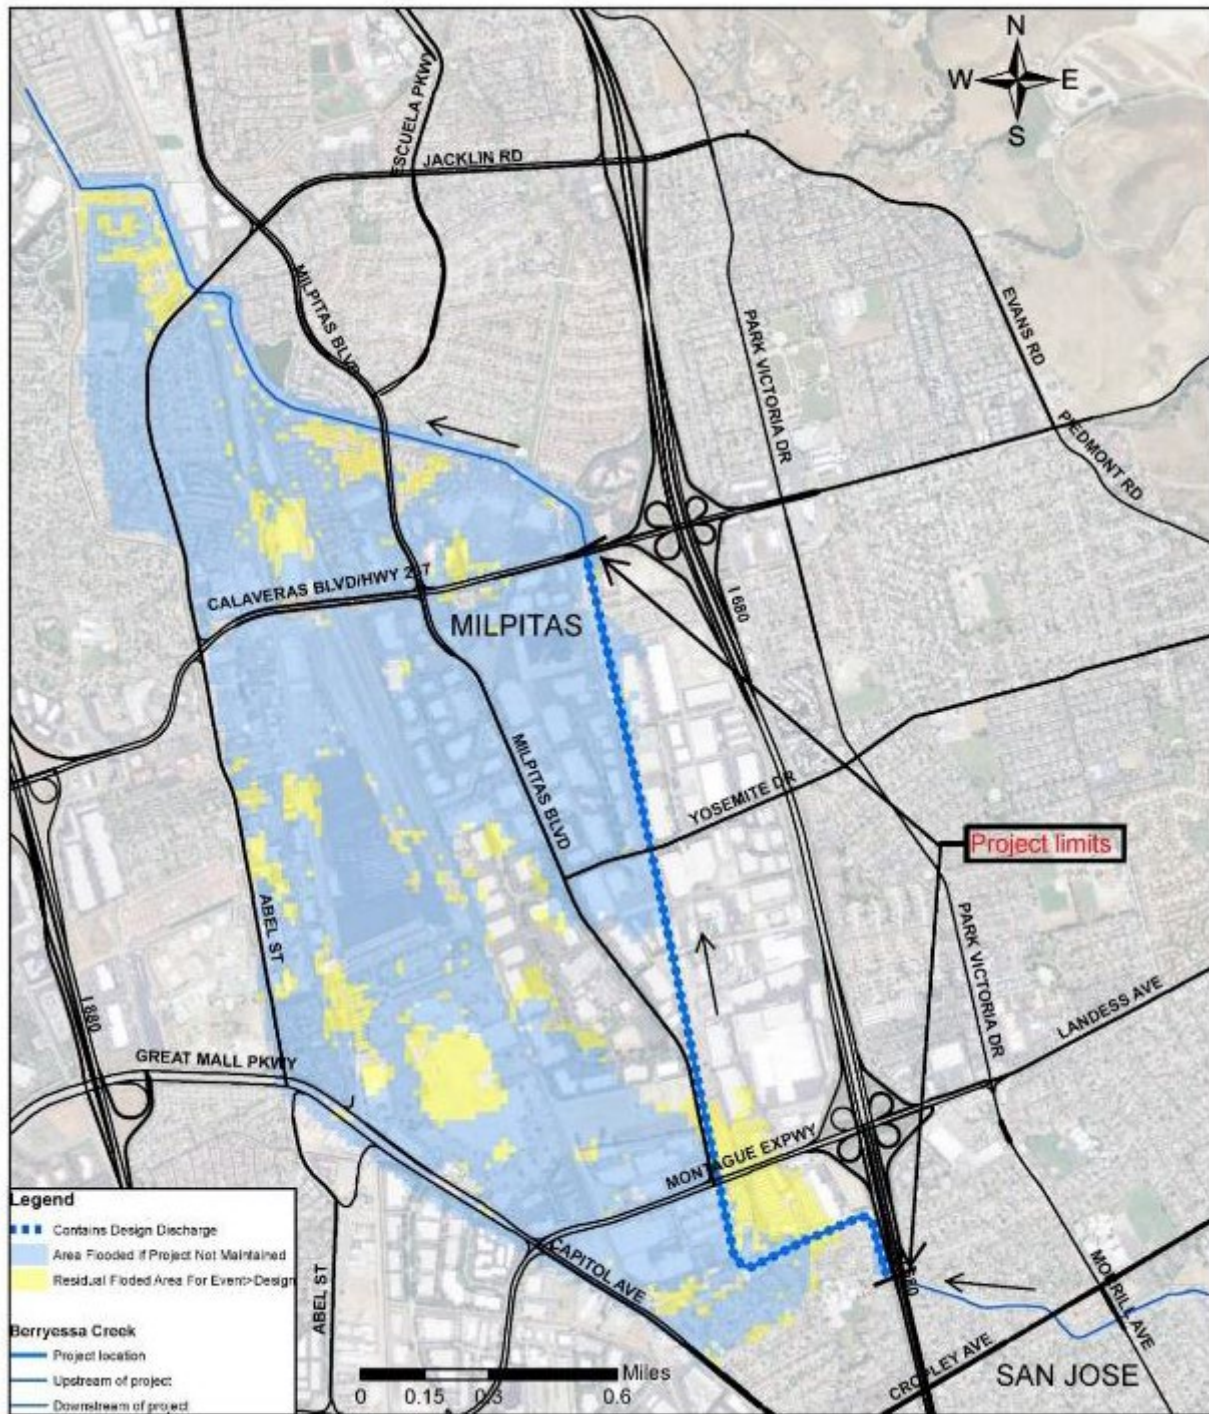 N
W E
S
ESCUELA PKWY
JACKLIN RD
MILPITAS BLVD
EVANS RD
PARK VICTORIA DR
PIEDMONT RD
CALAVERAS BLVD/HWY 237
MILPITAS
I 680
MILPITAS BLVD
YOSEMITE DR
Project limits
ABEL ST
PARK VICTORIA DR
LANDESS AVE
I 880
GREAT MALL PKWY
MONTAGUE EXPWY
Legend
Contains Design Discharge
Area Flooded If Project Not Maintained
Residual Floded Area For Event>Design
CAPITOL AVE
ABEL ST
MORRILL AVE
Berryessa Creek
Project location
Upstream of project
Downstream of project
Miles
0 0.15 0.3 0.6
CROPLEY AVE
SAN JOSE